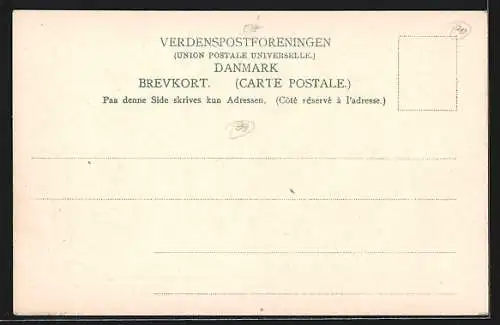 VERDENSPOSTFORENINGEN
(UNION POSTALE UNIVERSELLE.)
DANMARK
BREVKORT. (CARTE POSTALE.)
Paa denne Side skrives kun Adressen. (Côté réservé à l'adresse.)